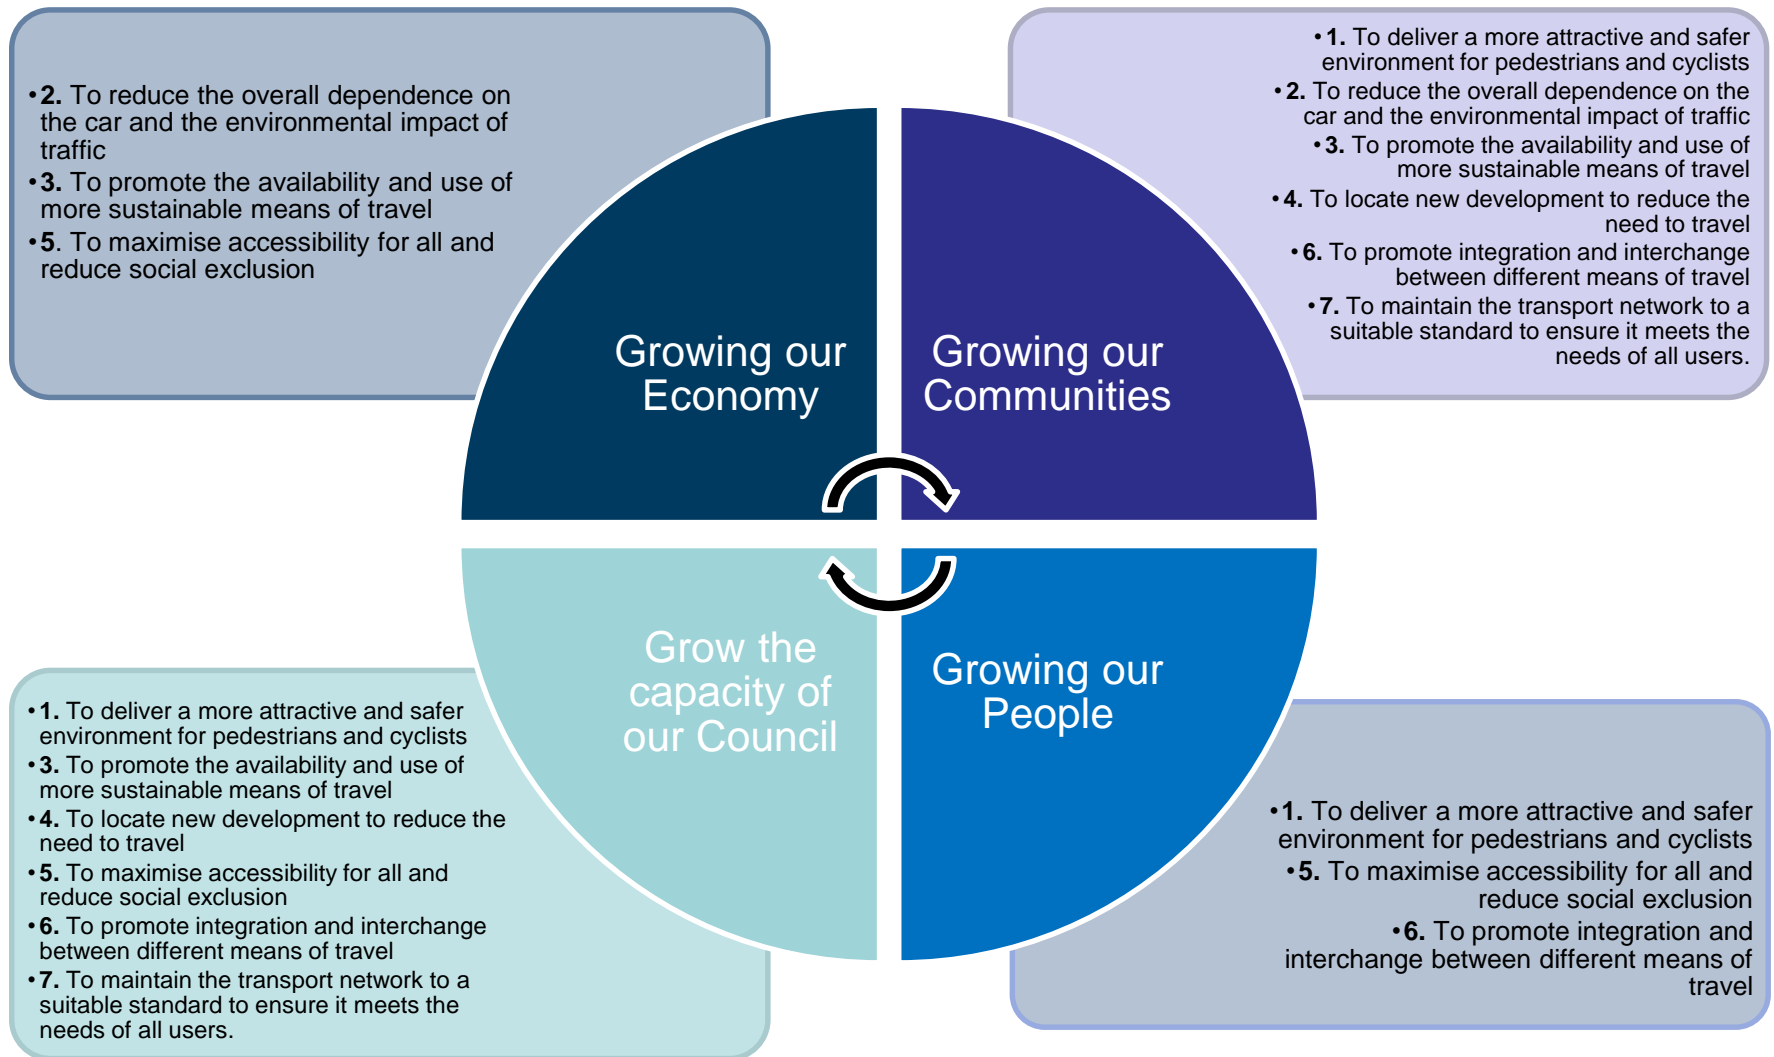 •2. To reduce the overall dependence on
the car and the environmental impact of
traffic
•3. To promote the availability and use of
more sustainable means of travel
•5. To maximise accessibility for all and
reduce social exclusion
•1. To deliver a more attractive and safer
environment for pedestrians and cyclists
•2. To reduce the overall dependence on the
car and the environmental impact of traffic
•3. To promote the availability and use of
more sustainable means of travel
•4. To locate new development to reduce the
need to travel
•6. To promote integration and interchange
between different means of travel
•7. To maintain the transport network to a
suitable standard to ensure it meets the
needs of all users.
Growing our
Economy
Growing our
Communities
Grow the
capacity of
our Council
Growing our
People
•1. To deliver a more attractive and safer
environment for pedestrians and cyclists
•3. To promote the availability and use of
more sustainable means of travel
•4. To locate new development to reduce the
need to travel
•5. To maximise accessibility for all and
reduce social exclusion
•6. To promote integration and interchange
between different means of travel
•7. To maintain the transport network to a
suitable standard to ensure it meets the
needs of all users.
•1. To deliver a more attractive and safer
environment for pedestrians and cyclists
•5. To maximise accessibility for all and
reduce social exclusion
•6. To promote integration and
interchange between different means of
travel